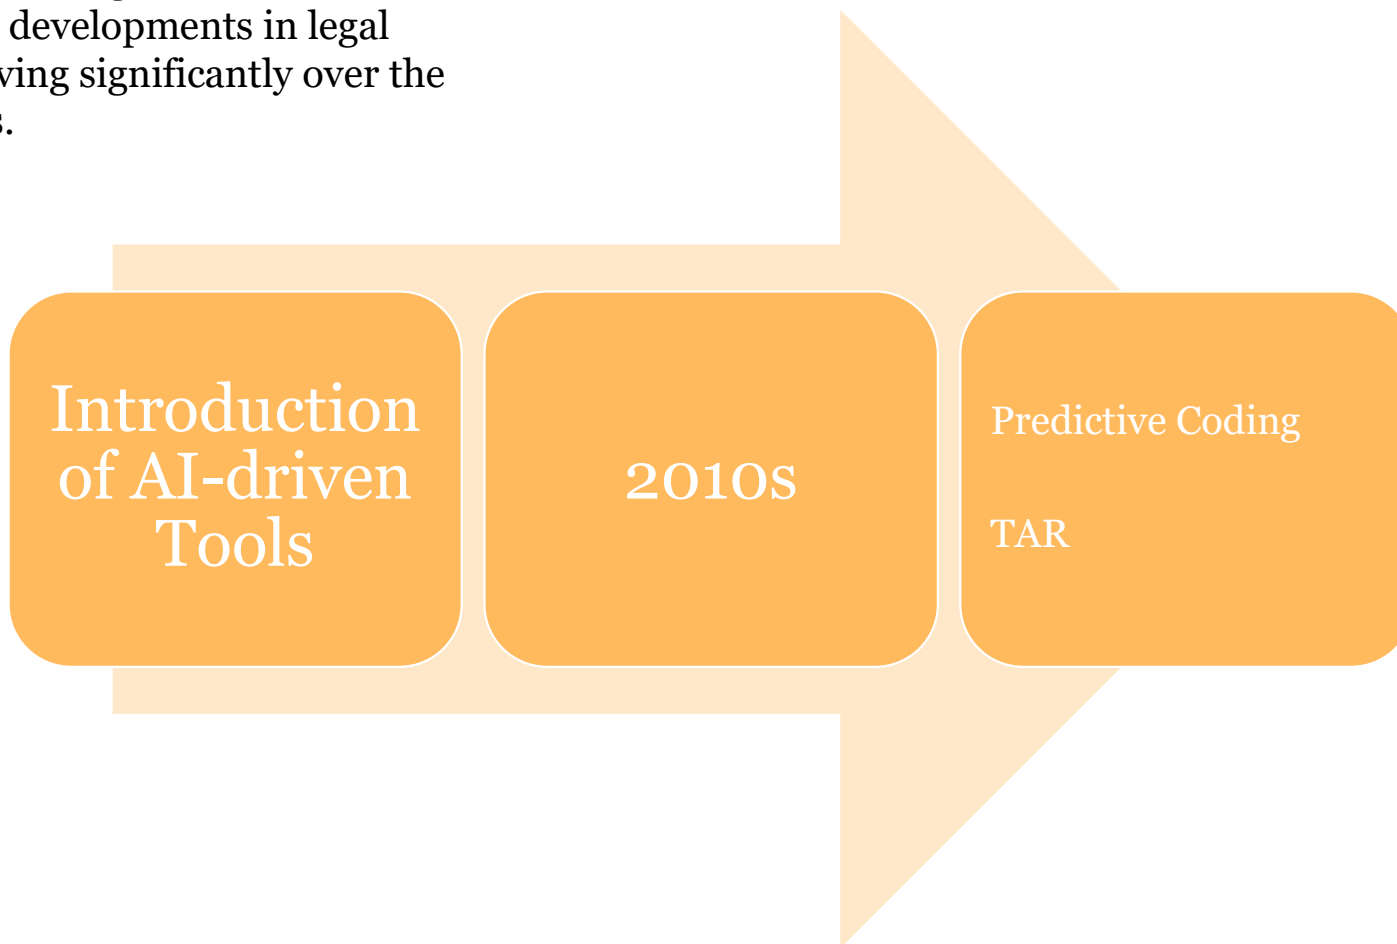 developments in legal
ving significantly over the
s.
Introduction
of AI-driven
Tools
2010s
Predictive Coding
TAR